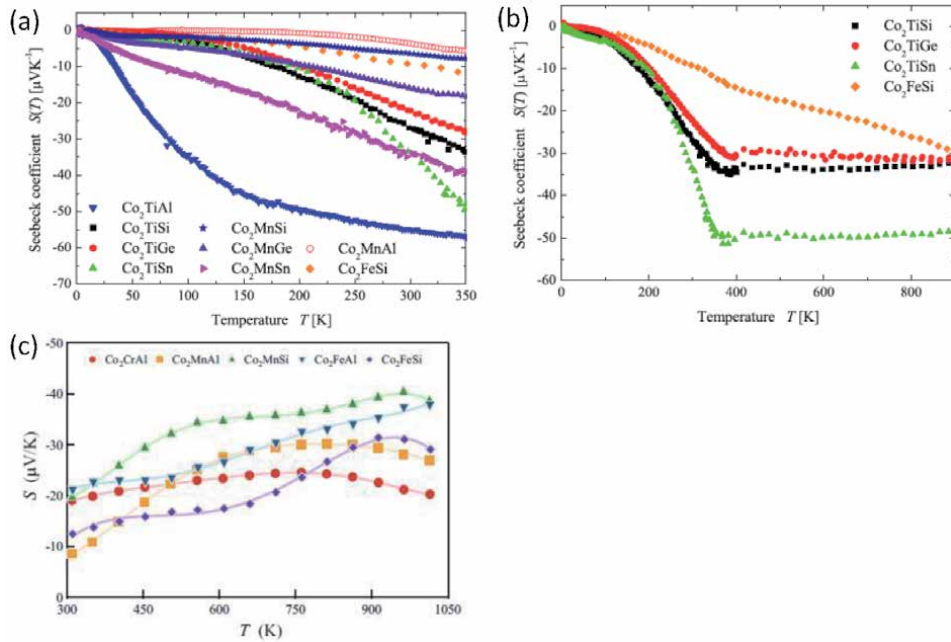 (a)
Seebeck coefficient S(T) [μVK⁻¹]
0
-10
-20
-30
-40
-50
-60
-70
Co₂TiAl
Co₂TiSi
Co₂TiGe
Co₂TiSn
Co₂MnSi
Co₂MnGe
Co₂MnSn
Co₂MnAl
Co₂FeSi
0 50 100 150 200 250 300 350
Temperature T [K]
(b)
Seebeck coefficient S(T) [μVK⁻¹]
0
-10
-20
-30
-40
-50
-60
Co₂TiSi
Co₂TiGe
Co₂TiSn
Co₂FeSi
0 200 400 600 800
Temperature T [K]
(c)
S (μV/K)
-50
-40
-30
-20
-10
0
Co₂CrAl Co₂MnAl Co₂MnSi Co₂FeAl Co₂FeSi
300 450 600 750 900 1050
T (K)